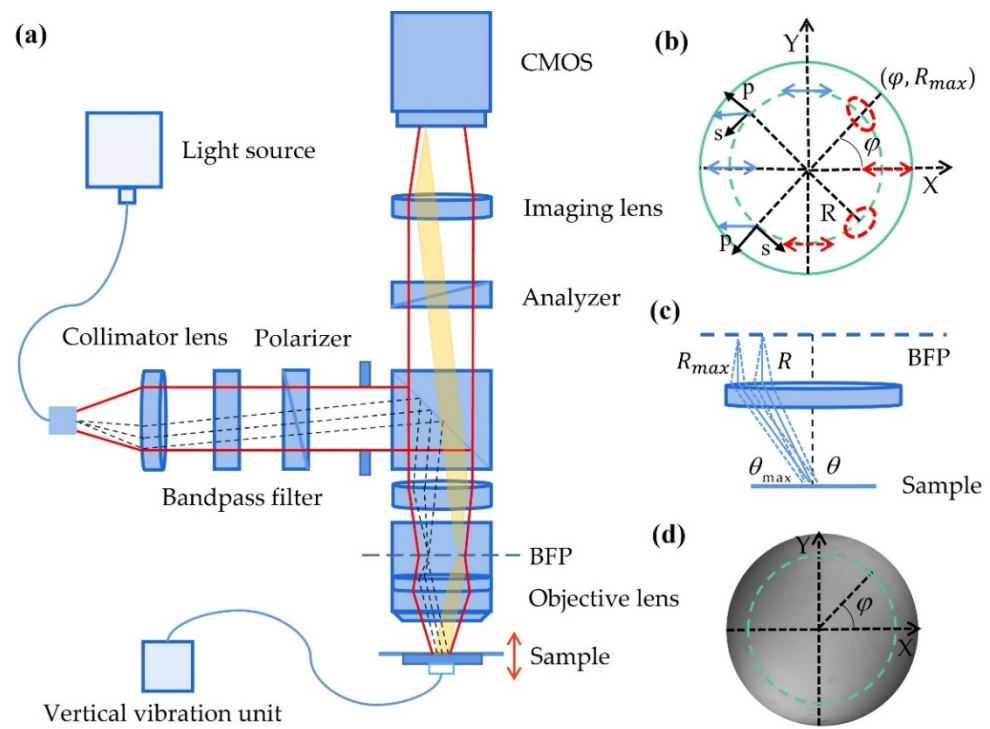 (a)
CMOS
Light source
Imaging lens
Analyzer
Collimator lens
Polarizer
Bandpass filter
BFP
Objective lens
Sample
Vertical vibration unit
(b)
Y
(φ, R_max)
p
s
φ
X
R
p
s
(c)
BFP
R_max
R
θ_max
θ
Sample
(d)
Y
φ
X